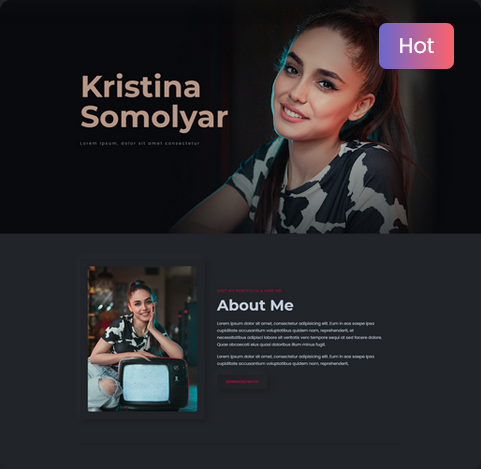 Hot
Kristina
Somolyar
Lorem ipsum, dolor sit amet consectetur
About Me
Lorem ipsum dolor sit amet, consectetur adipisicing elit. Eum in eos saepe ipsa
cupiditate accusantium voluptatibus quidem nam, reprehenderit, et
necessitatibus adipisci labore sit veritatis vero tempore sequi at sed facere dolore.
Quae obcaecati eius quasi doloribus illum minus fugit.
Lorem ipsum dolor sit amet, consectetur adipisicing elit. Eum in eos saepe ipsa
cupiditate accusantium voluptatibus quidem nam, reprehenderit.